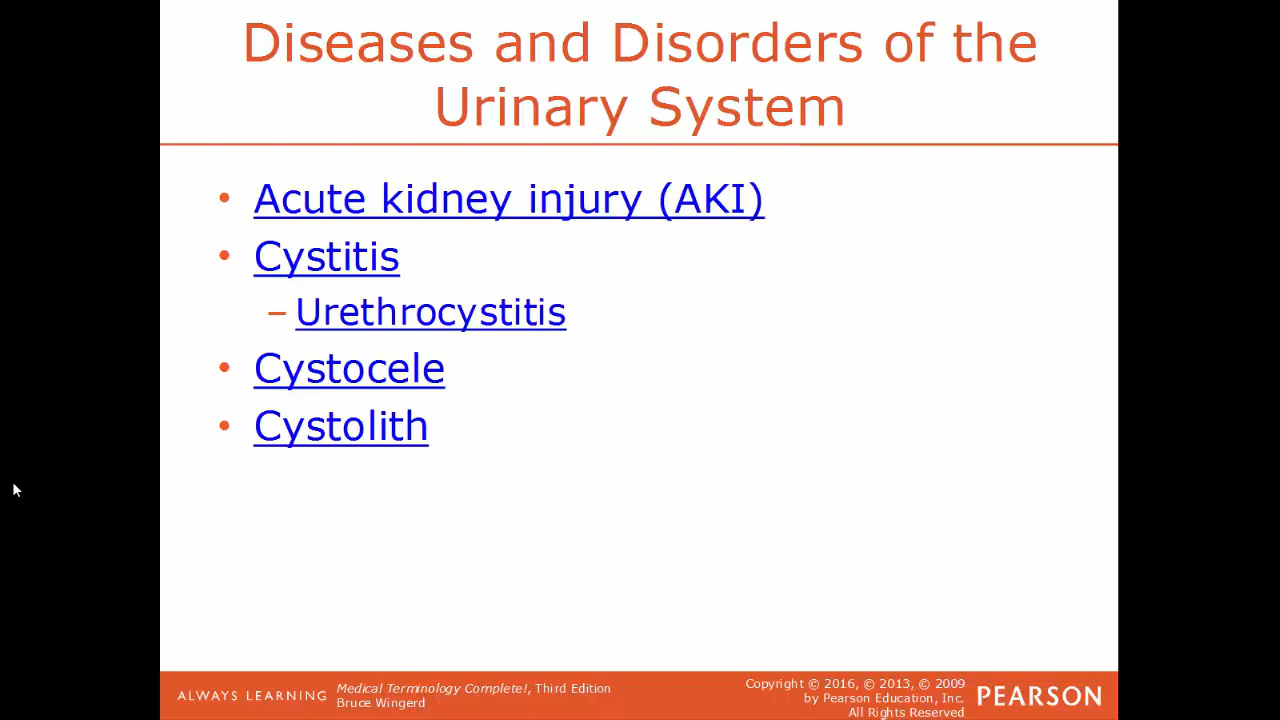 Diseases and Disorders of the
Urinary System
• Acute kidney injury (AKI)
• Cystitis
– Urethrocystitis
• Cystocele
• Cystolith
ALWAYS LEARNING
Medical Terminology Complete!, Third Edition
Bruce Wingerd
Copyright © 2016, © 2013, © 2009
by Pearson Education, Inc.
All Rights Reserved
PEARSON